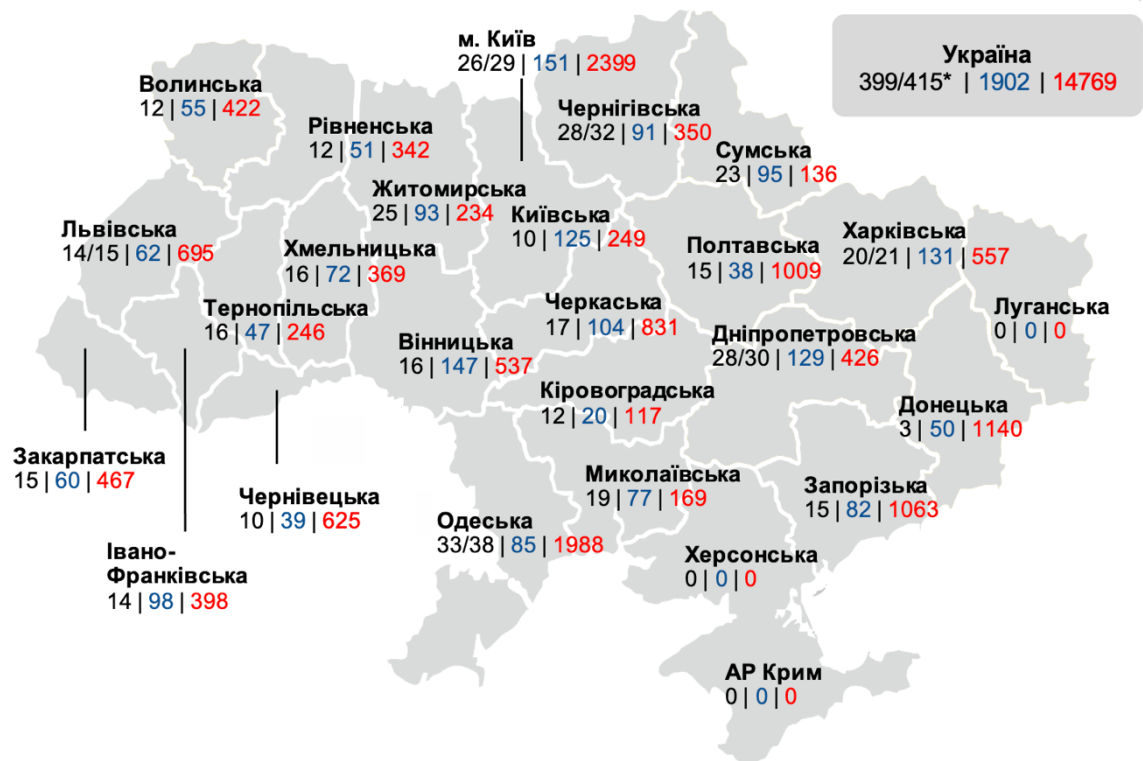 м. Київ
26/29 | 151 | 2399
Україна
399/415* | 1902 | 14769
Волинська
12 | 55 | 422
Рівненська
12 | 51 | 342
Чернігівська
28/32 | 91 | 350
Сумська
23 | 95 | 136
Житомирська
25 | 93 | 234
Київська
10 | 125 | 249
Львівська
14/15 | 62 | 695
Хмельницька
16 | 72 | 369
Полтавська
15 | 38 | 1009
Харківська
20/21 | 131 | 557
Тернопільська
16 | 47 | 246
Черкаська
17 | 104 | 831
Луганська
0 | 0 | 0
Вінницька
16 | 147 | 537
Дніпропетровська
28/30 | 129 | 426
Кіровоградська
12 | 20 | 117
Донецька
3 | 50 | 1140
Закарпатська
15 | 60 | 467
Чернівецька
10 | 39 | 625
Миколаївська
19 | 77 | 169
Запорізька
15 | 82 | 1063
Одеська
33/38 | 85 | 1988
Івано-
Франківська
14 | 98 | 398
Херсонська
0 | 0 | 0
АР Крим
0 | 0 | 0